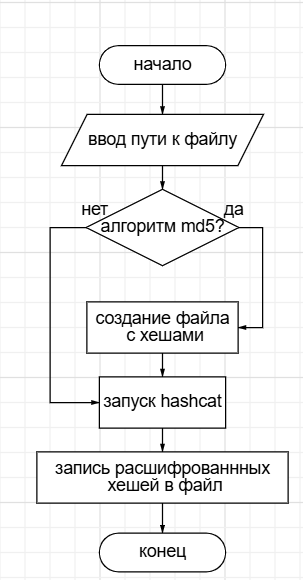 начало
ввод пути к файлу
нет
да
алгоритм md5?
создание файла
с хешами
запуск hashcat
запись расшифрованнных
хешей в файл
конец